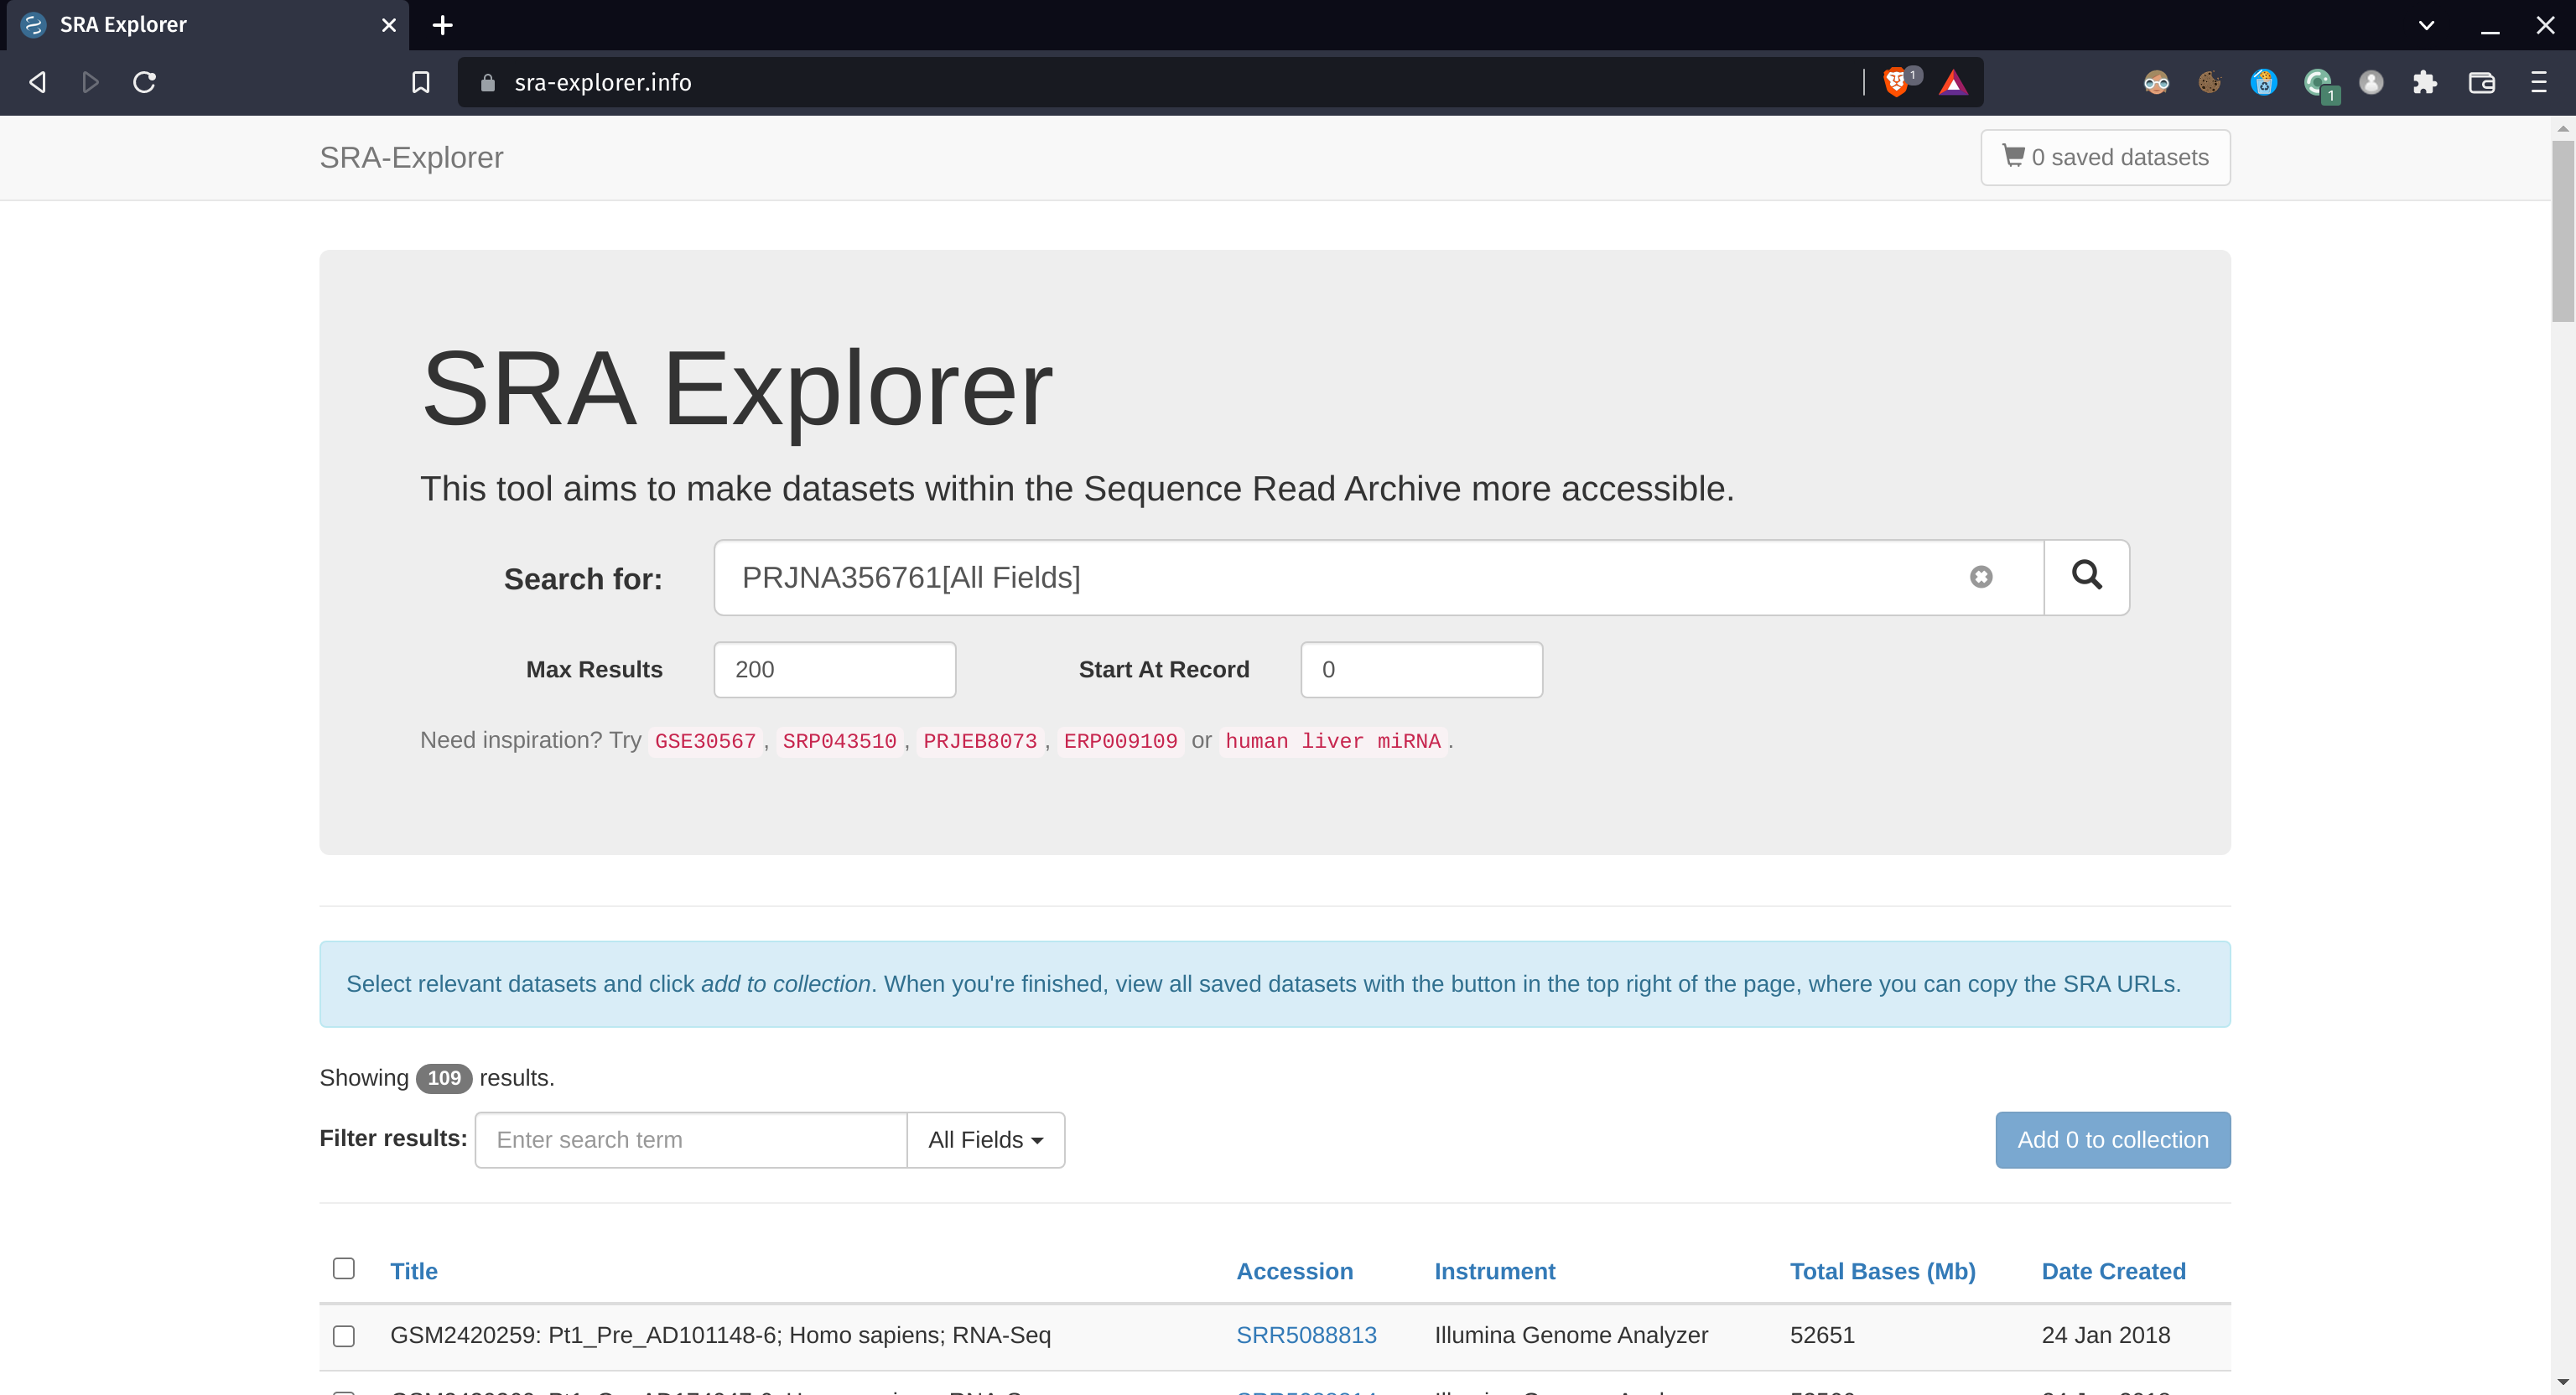 SRA Explorer
sra-explorer.info
1
1
SRA-Explorer
0 saved datasets
SRA Explorer
This tool aims to make datasets within the Sequence Read Archive more accessible.
Search for: PRJNA356761[All Fields]
Max Results 200 Start At Record 0
Need inspiration? Try GSE30567, SRP043510, PRJEB8073, ERP009109 or human liver miRNA.
Select relevant datasets and click add to collection. When you're finished, view all saved datasets with the button in the top right of the page, where you can copy the SRA URLs.
Showing 109 results.
Filter results: Enter search term All Fields Add 0 to collection
Title Accession Instrument Total Bases (Mb) Date Created
GSM2420259: Pt1_Pre_AD101148-6; Homo sapiens; RNA-Seq SRR5088813 Illumina Genome Analyzer 52651 24 Jan 2018